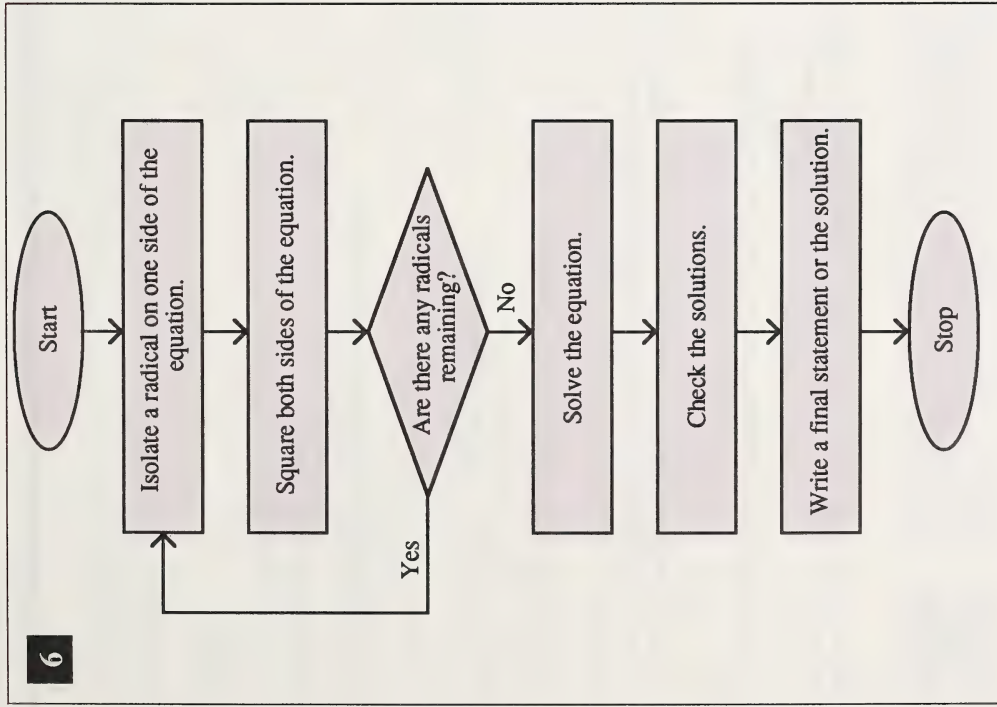 6
Start
Isolate a radical on one side of the
equation.
Square both sides of the equation.
Are there any radicals
remaining?
Yes
No
Solve the equation.
Check the solutions.
Write a final statement or the solution.
Stop